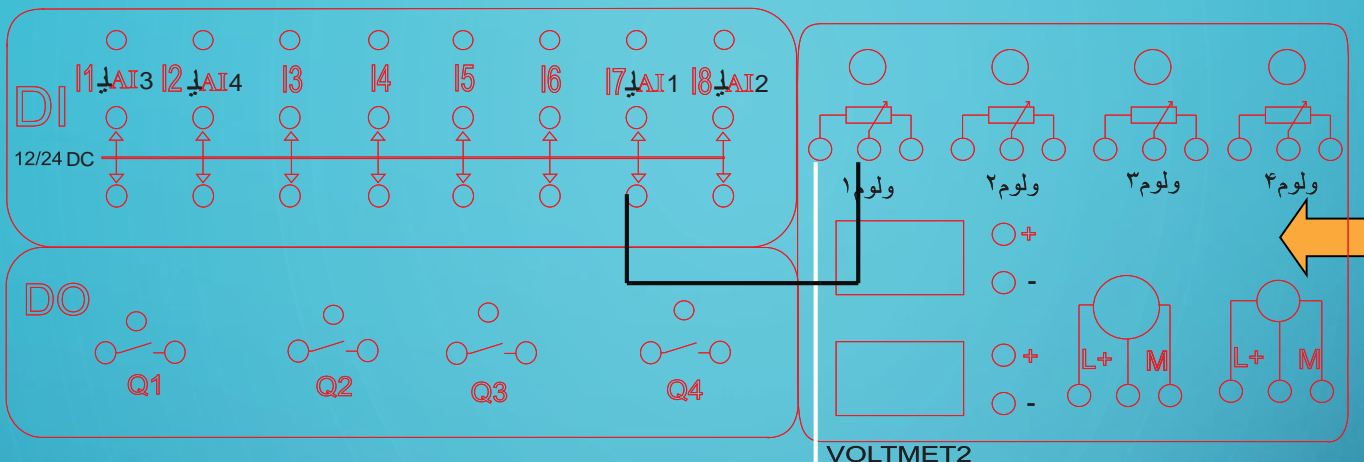 DI
I1 یا AI3 I2 یا AI4 I3 I4 I5 I6 I7 یا AI1 I8 یا AI2
12/24 DC
ولوم۱ ولوم۲ ولوم۳ ولوم۴
+
-
DO
Q1 Q2 Q3 Q4
+
-
L+ M L+ M
VOLTMET2